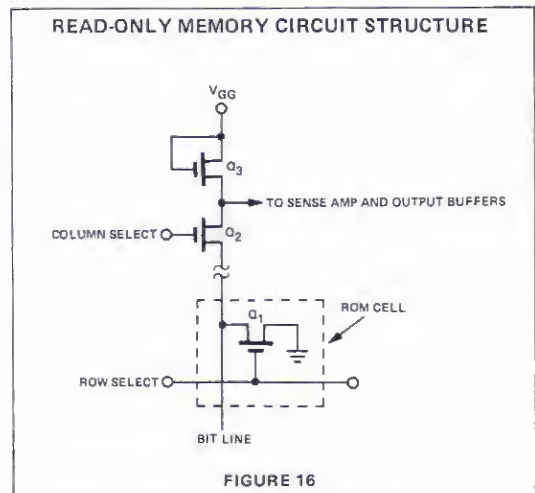 READ-ONLY MEMORY CIRCUIT STRUCTURE
VGG
Q3
TO SENSE AMP AND OUTPUT BUFFERS
COLUMN SELECT
Q2
ROM CELL
Q1
ROW SELECT
BIT LINE
FIGURE 16